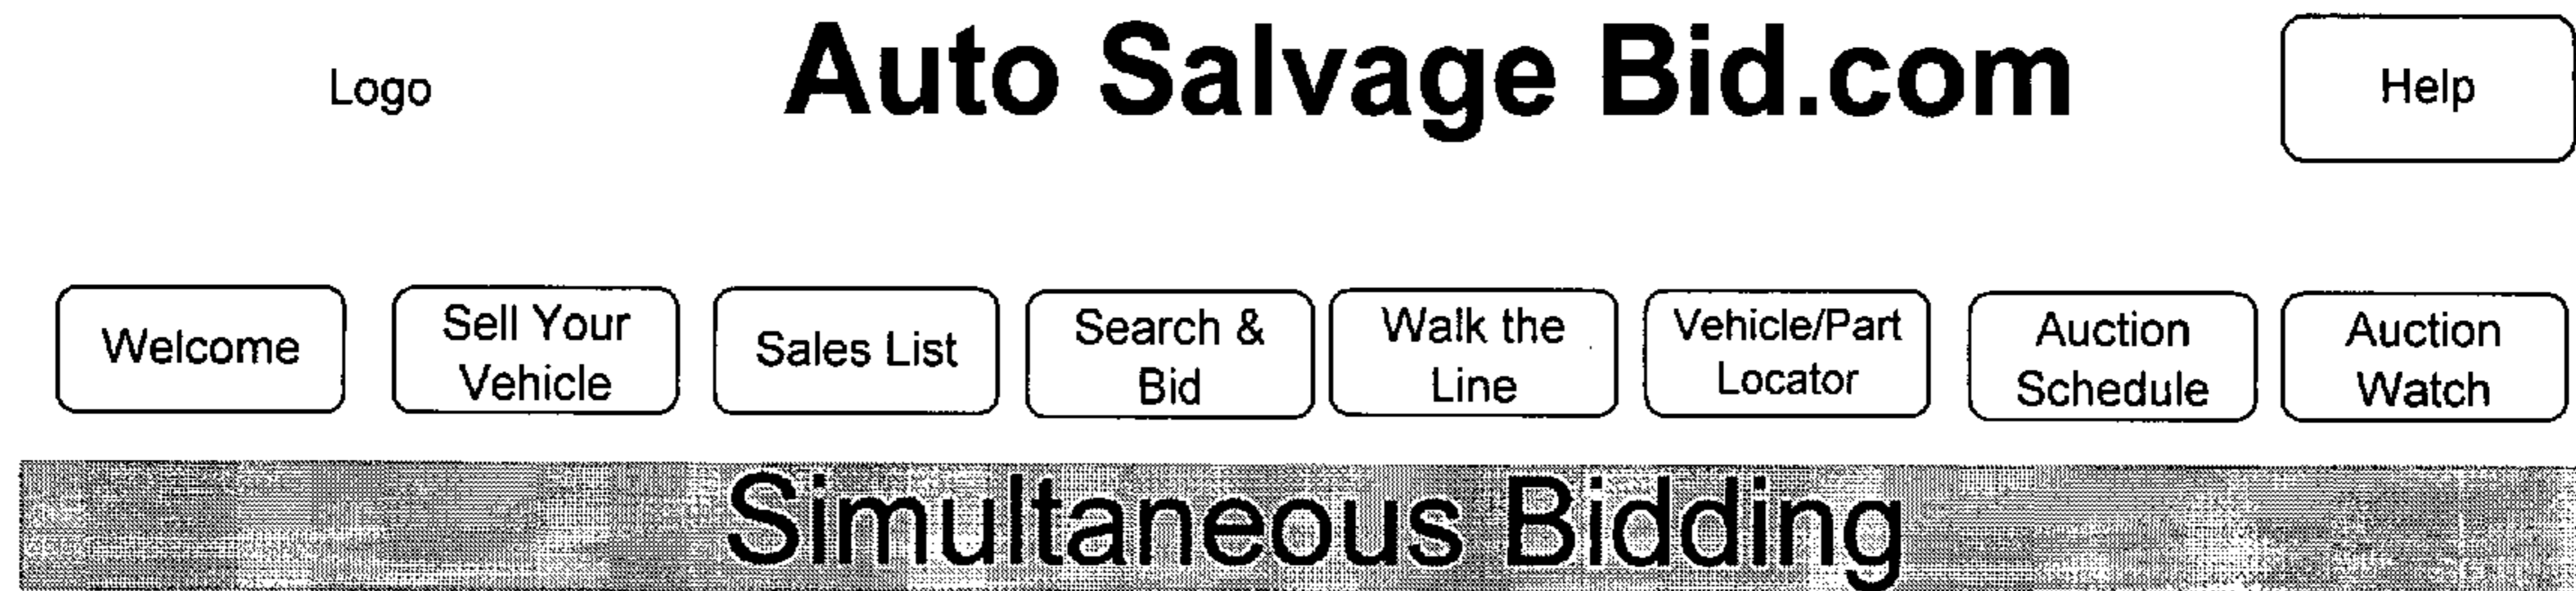 Logo
Auto Salvage Bid.com
Help
Welcome
Sell Your
Vehicle
Sales List
Search &
Bid
Walk the
Line
Vehicle/Part
Locator
Auction
Schedule
Auction
Watch
Simultaneous Bidding